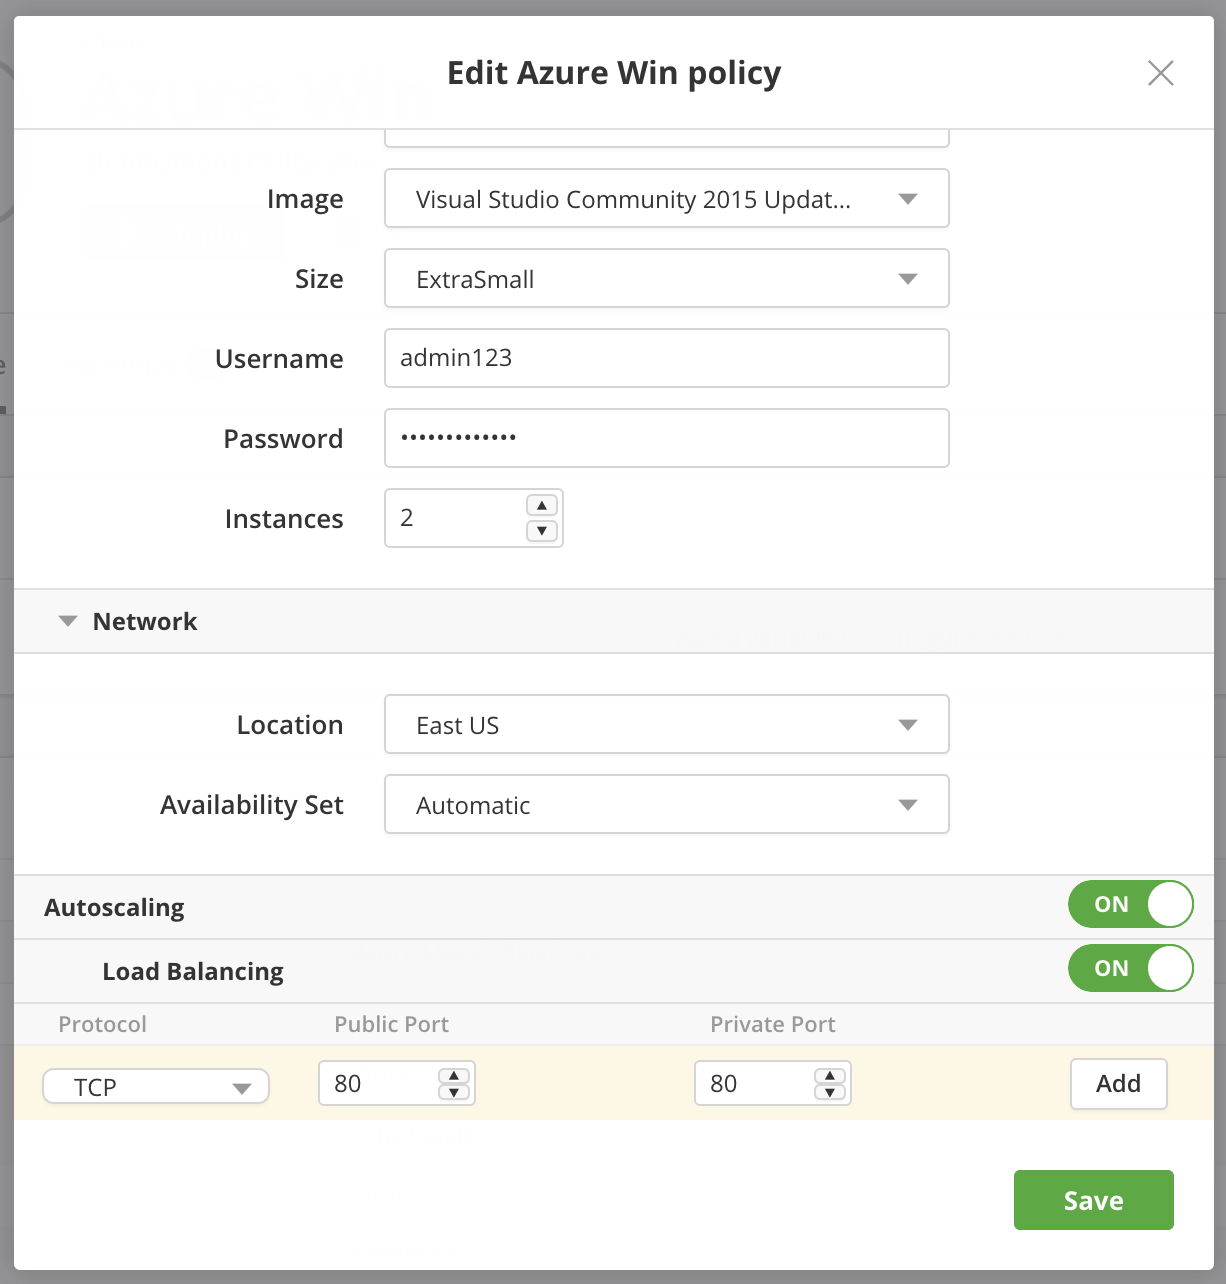 Edit Azure Win policy
Image Visual Studio Community 2015 Updat...
Size ExtraSmall
Username admin123
Password •••••••••••••
Instances 2
Network
Location East US
Availability Set Automatic
Autoscaling ON
Load Balancing ON
Protocol Public Port Private Port
TCP 80 80 Add
Save